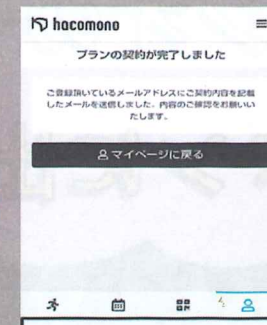 hacomono
プランの契約が完了しました
ご登録頂いているメールアドレスにご契約内容を記載
したメールを送信しました。内容のご確認をお願いい
たします。
マイページに戻る